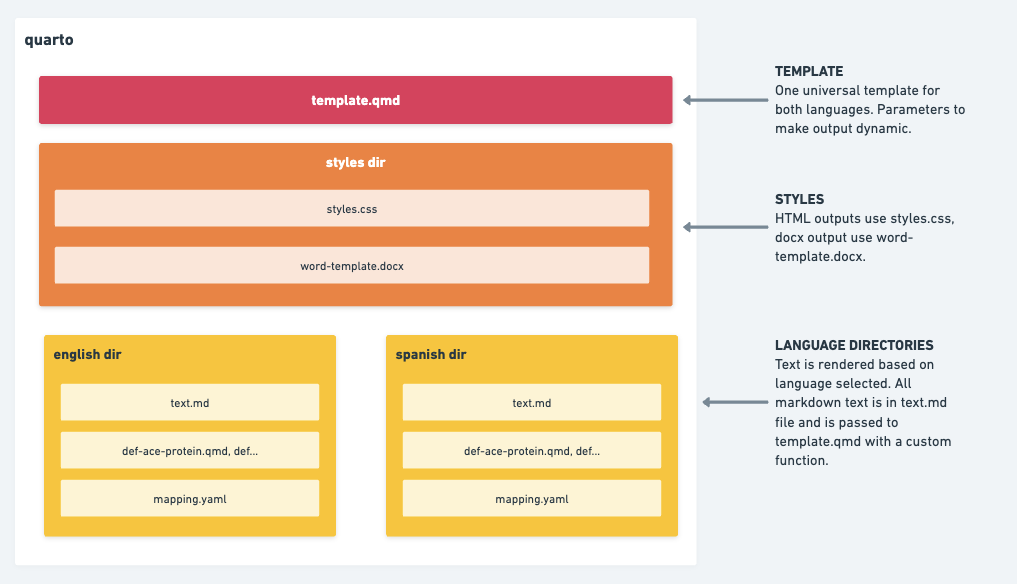 quarto
template.qmd
TEMPLATE
One universal template for
both languages. Parameters to
make output dynamic.
styles dir
styles.css
word-template.docx
STYLES
HTML outputs use styles.css,
docx output use word-
template.docx.
english dir
text.md
def-ace-protein.qmd, def...
mapping.yaml
spanish dir
text.md
def-ace-protein.qmd, def...
mapping.yaml
LANGUAGE DIRECTORIES
Text is rendered based on
language selected. All
markdown text is in text.md
file and is passed to
template.qmd with a custom
function.